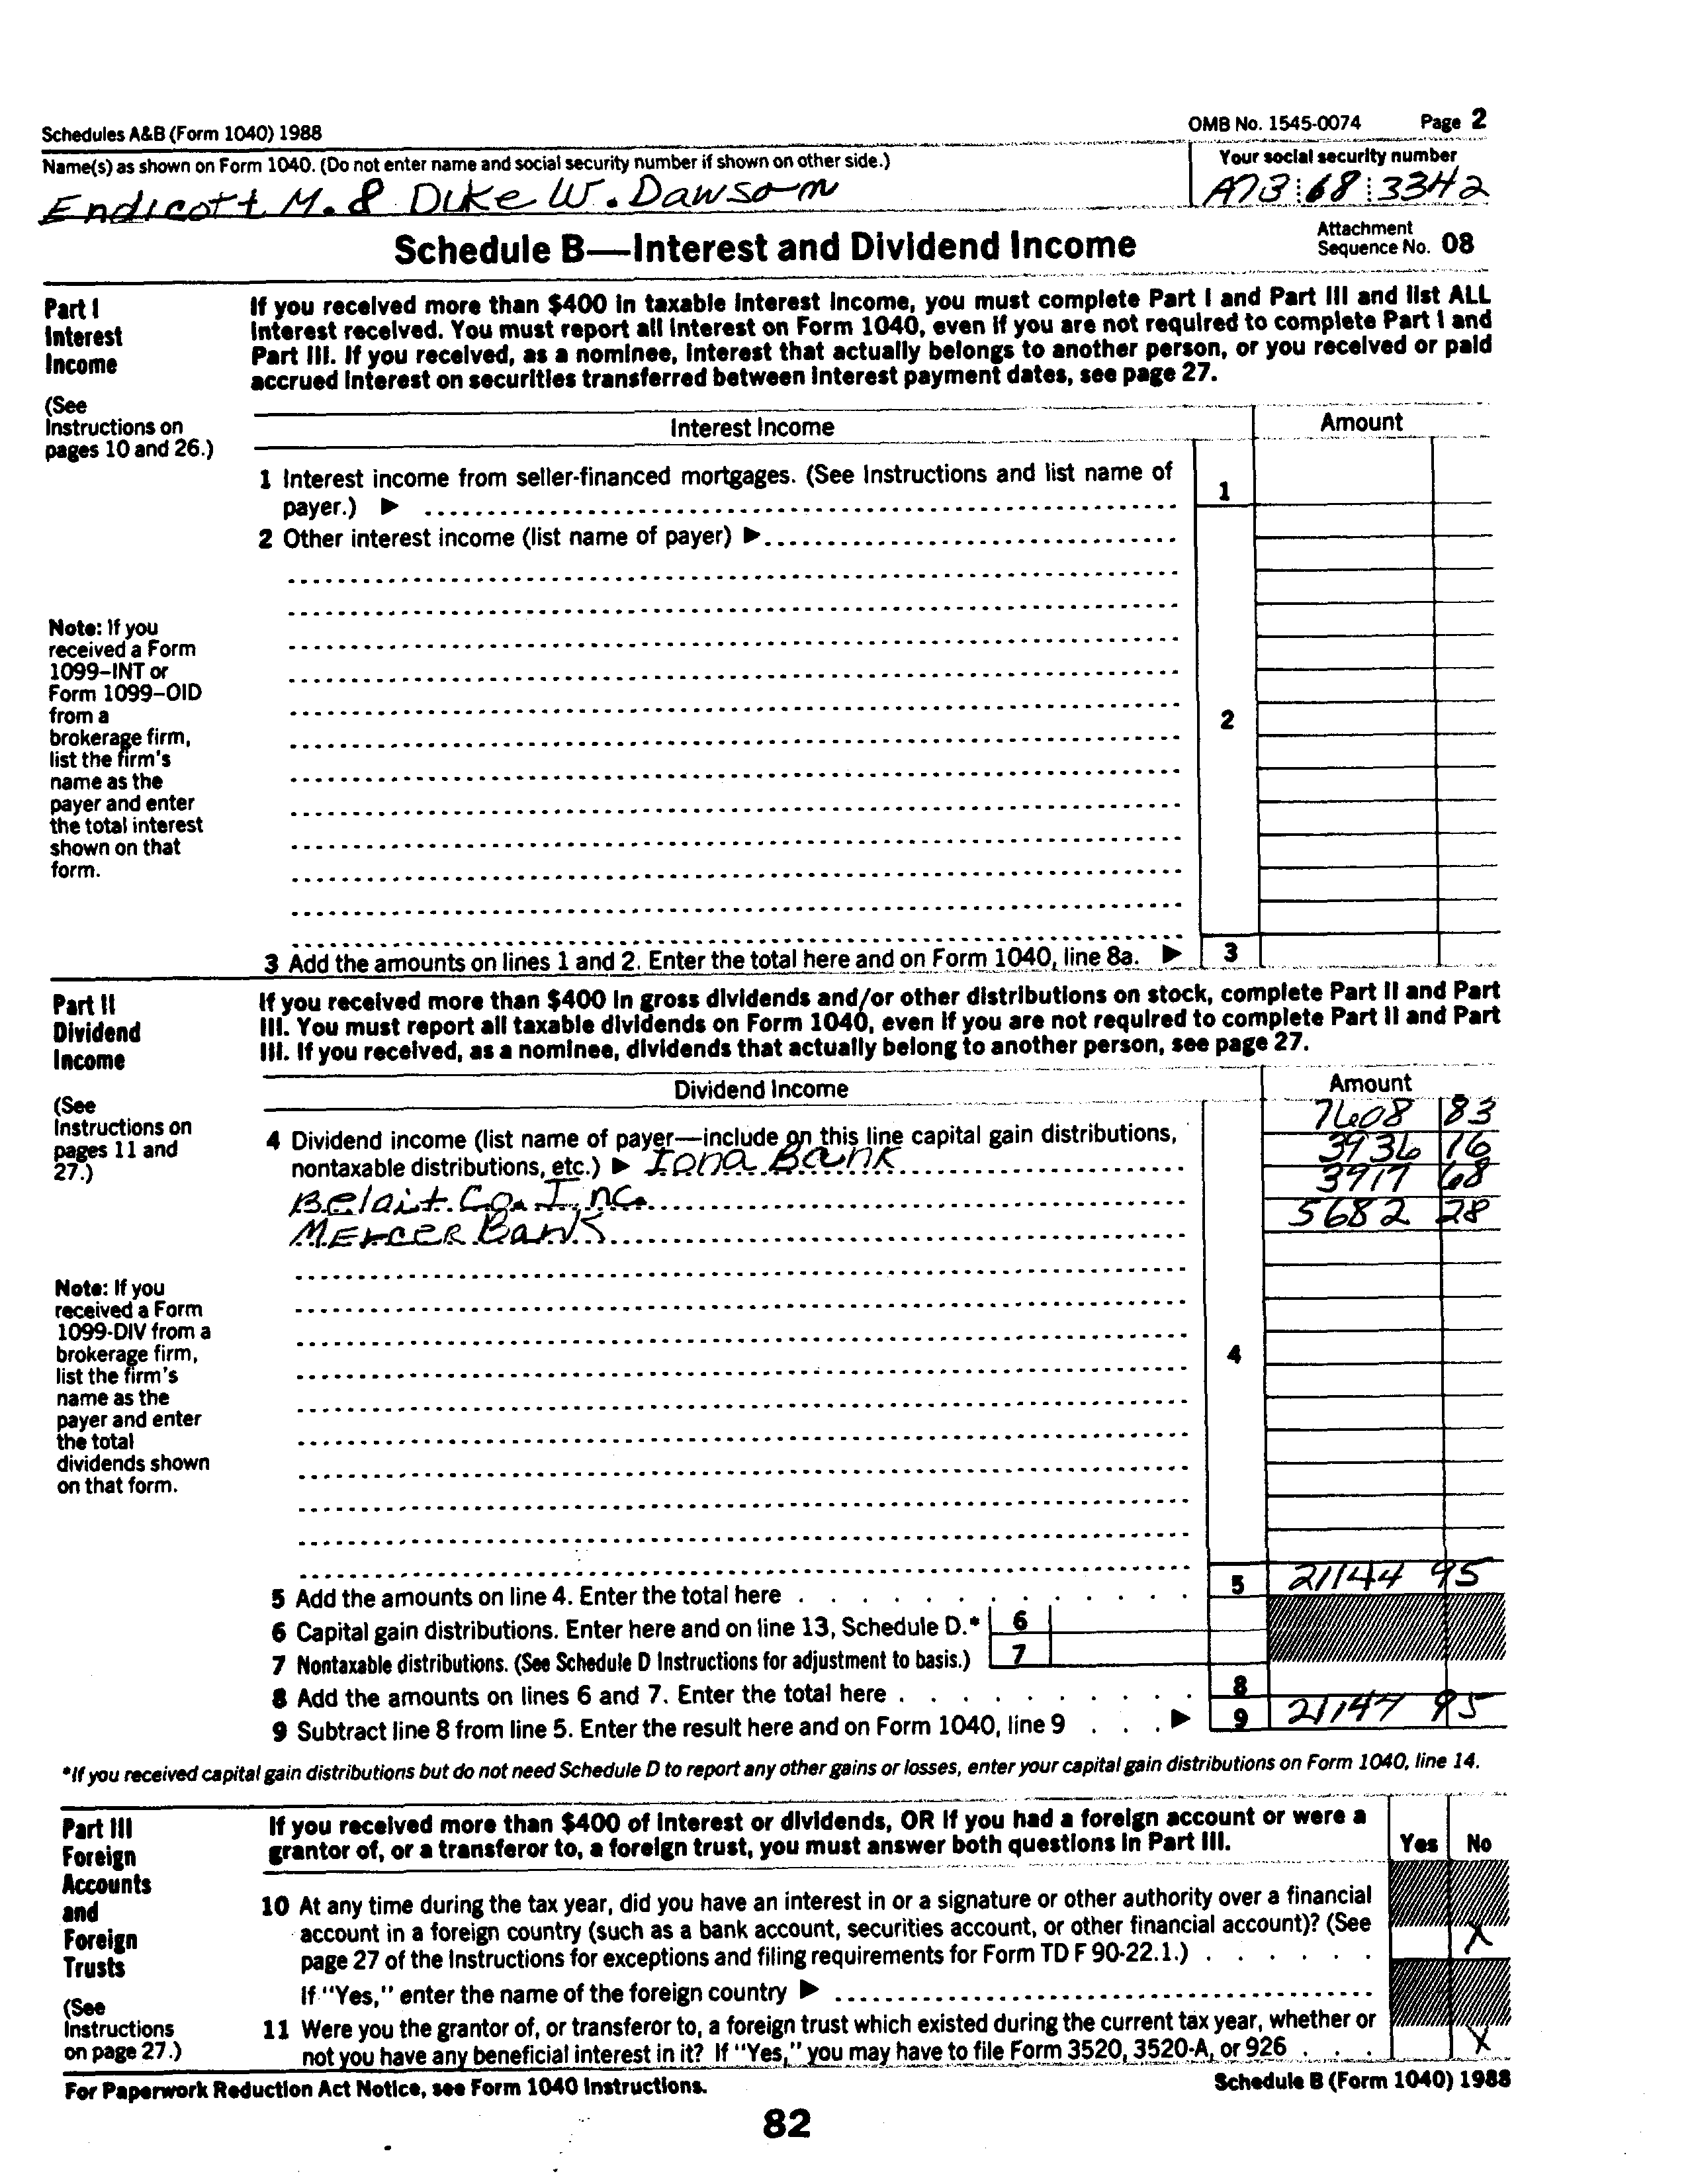 Schedules A&B (Form 1040) 1988 OMB No. 1545-0074 Page 2
Name(s) as shown on Form 1040. (Do not enter name and social security number if shown on other side.) Your social security number
Endicott M. & Duke W. Dawson A73 68 3342
Schedule B—Interest and Dividend Income
Attachment
Sequence No. 08
Part I
Interest
Income
(See
Instructions on
pages 10 and 26.)
If you received more than $400 in taxable interest income, you must complete Part I and Part III and list ALL
interest received. You must report all interest on Form 1040, even if you are not required to complete Part I and
Part III. If you received, as a nominee, interest that actually belongs to another person, or you received or paid
accrued interest on securities transferred between interest payment dates, see page 27.
Interest Income Amount
1 Interest income from seller-financed mortgages. (See Instructions and list name of
payer.) ▶ 1
2 Other interest income (list name of payer) ▶
Note: If you
received a Form
1099–INT or
Form 1099–OID
from a
brokerage firm,
list the firm's
name as the
payer and enter
the total interest
shown on that
form.
2
3 Add the amounts on lines 1 and 2. Enter the total here and on Form 1040, line 8a. ▶ 3
Part II
Dividend
Income
(See
Instructions on
pages 11 and
27.)
If you received more than $400 in gross dividends and/or other distributions on stock, complete Part II and Part
III. You must report all taxable dividends on Form 1040, even if you are not required to complete Part II and Part
III. If you received, as a nominee, dividends that actually belong to another person, see page 27.
Dividend Income Amount
7608 83
4 Dividend income (list name of payer—include on this line capital gain distributions, 3936 16
nontaxable distributions, etc.) ▶ Iona Bank 3917 68
Beloit Co. Inc. 5682 28
Mercer Bank
Note: If you
received a Form
1099-DIV from a
brokerage firm,
list the firm's
name as the
payer and enter
the total
dividends shown
on that form.
4
5 Add the amounts on line 4. Enter the total here 5 21144 95
6 Capital gain distributions. Enter here and on line 13, Schedule D.* 6
7 Nontaxable distributions. (See Schedule D Instructions for adjustment to basis.) 7
8 Add the amounts on lines 6 and 7. Enter the total here 8
9 Subtract line 8 from line 5. Enter the result here and on Form 1040, line 9 ▶ 9 21147 95
*If you received capital gain distributions but do not need Schedule D to report any other gains or losses, enter your capital gain distributions on Form 1040, line 14.
Part III
Foreign
Accounts
and
Foreign
Trusts
(See
Instructions
on page 27.)
If you received more than $400 of interest or dividends, OR if you had a foreign account or were a
grantor of, or a transferor to, a foreign trust, you must answer both questions in Part III. Yes No
10 At any time during the tax year, did you have an interest in or a signature or other authority over a financial
account in a foreign country (such as a bank account, securities account, or other financial account)? (See
page 27 of the Instructions for exceptions and filing requirements for Form TD F 90-22.1.) X
If "Yes," enter the name of the foreign country ▶
11 Were you the grantor of, or transferor to, a foreign trust which existed during the current tax year, whether or
not you have any beneficial interest in it? If "Yes," you may have to file Form 3520, 3520-A, or 926 X
For Paperwork Reduction Act Notice, see Form 1040 Instructions. Schedule B (Form 1040) 1988
82